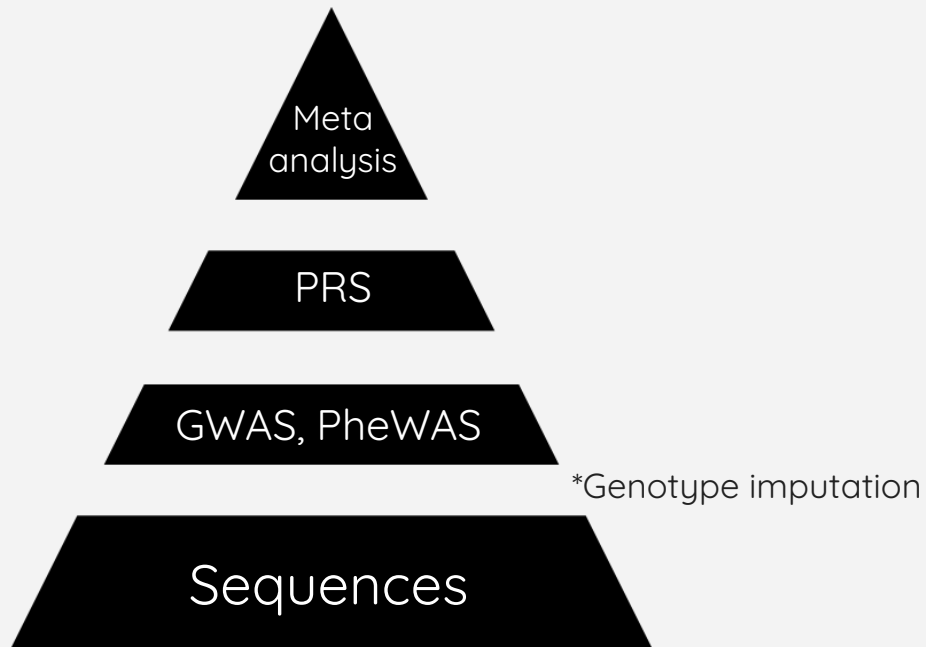 Meta
analysis
PRS
GWAS, PheWAS
*Genotype imputation
Sequences